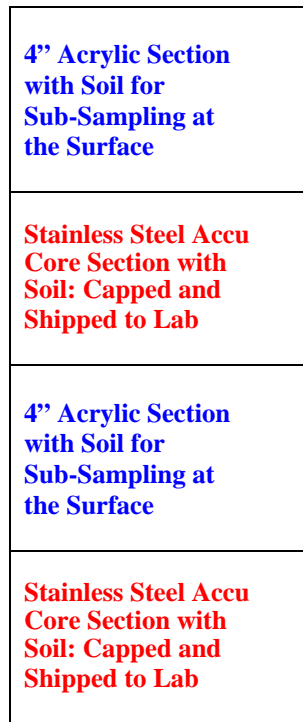 4” Acrylic Section
with Soil for
Sub-Sampling at
the Surface
Stainless Steel Accu
Core Section with
Soil: Capped and
Shipped to Lab
4” Acrylic Section
with Soil for
Sub-Sampling at
the Surface
Stainless Steel Accu
Core Section with
Soil: Capped and
Shipped to Lab